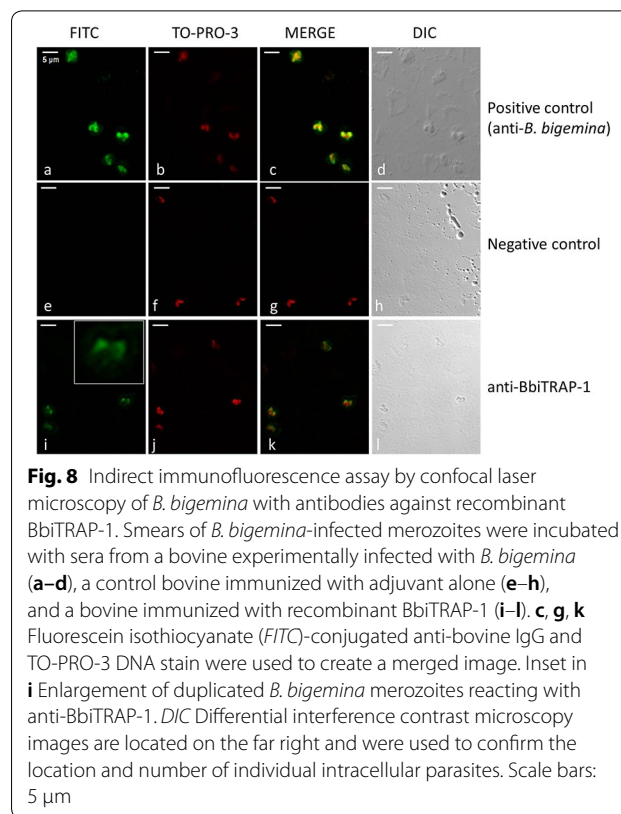 FITC TO-PRO-3 MERGE DIC
5 µm
a b c d
Positive control
(anti-B. bigemina)
e f g h
Negative control
i j k l
anti-BbiTRAP-1
Fig. 8 Indirect immunofluorescence assay by confocal laser
microscopy of B. bigemina with antibodies against recombinant
BbiTRAP-1. Smears of B. bigemina-infected merozoites were incubated
with sera from a bovine experimentally infected with B. bigemina
(a–d), a control bovine immunized with adjuvant alone (e–h),
and a bovine immunized with recombinant BbiTRAP-1 (i–l). c, g, k
Fluorescein isothiocyanate (FITC)-conjugated anti-bovine IgG and
TO-PRO-3 DNA stain were used to create a merged image. Inset in
i Enlargement of duplicated B. bigemina merozoites reacting with
anti-BbiTRAP-1. DIC Differential interference contrast microscopy
images are located on the far right and were used to confirm the
location and number of individual intracellular parasites. Scale bars:
5 µm